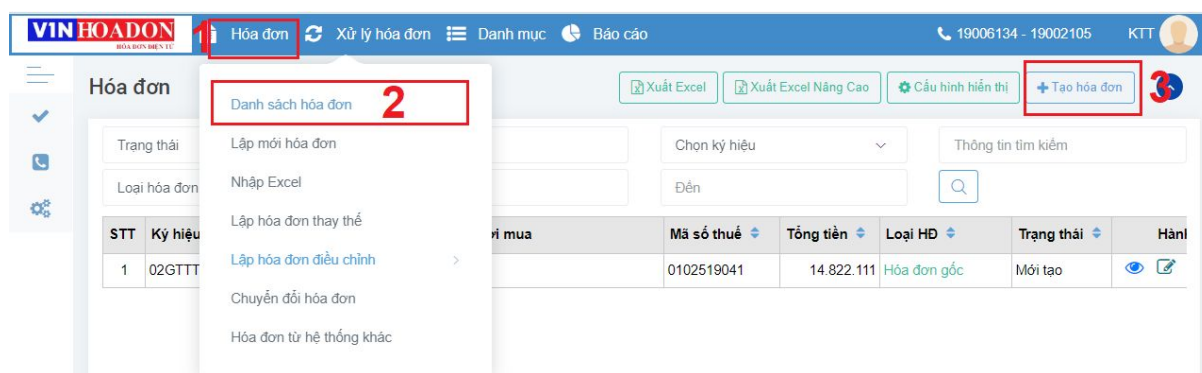 V1N HOADON
HÓA ĐƠN ĐIỆN TỬ
1
Hóa đơn
Xử lý hóa đơn
Danh mục
Báo cáo
19006134 - 19002105
KTT
Hóa đơn
Xuất Excel
Xuất Excel Nâng Cao
Cấu hình hiển thị
Tạo hóa đơn
3
Danh sách hóa đơn
2
Lập mới hóa đơn
Nhập Excel
Lập hóa đơn thay thế
Lập hóa đơn điều chỉnh
Chuyển đổi hóa đơn
Hóa đơn từ hệ thống khác
Trạng thái
Chọn ký hiệu
Thông tin tìm kiếm
Loại hóa đơn
Đến
STT Ký hiệu mua Mã số thuế Tổng tiền Loại HĐ Trạng thái
1 02GTTT 0102519041 14.822.111 Hóa đơn gốc Mới tạo